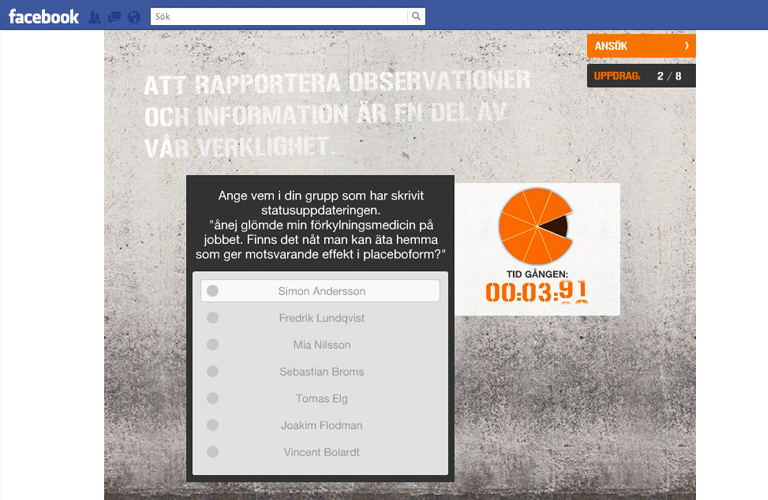 facebook
Sök
ANSÖK
UPPDRAG: 2 / 8
ATT RAPPORTERA OBSERVATIONER
OCH INFORMATION ÄR EN DEL AV
VÅR VERKLIGHET.
Ange vem i din grupp som har skrivit
statusuppdateringen.
"ånej glömde min förkylningsmedicin på
jobbet. Finns det nåt man kan äta hemma
som ger motsvarande effekt i placeboform?"
Simon Andersson
Fredrik Lundqvist
Mia Nilsson
Sebastian Broms
Tomas Elg
Joakim Flodman
Vincent Boiardt
TID GÅNGEN:
00:03:91